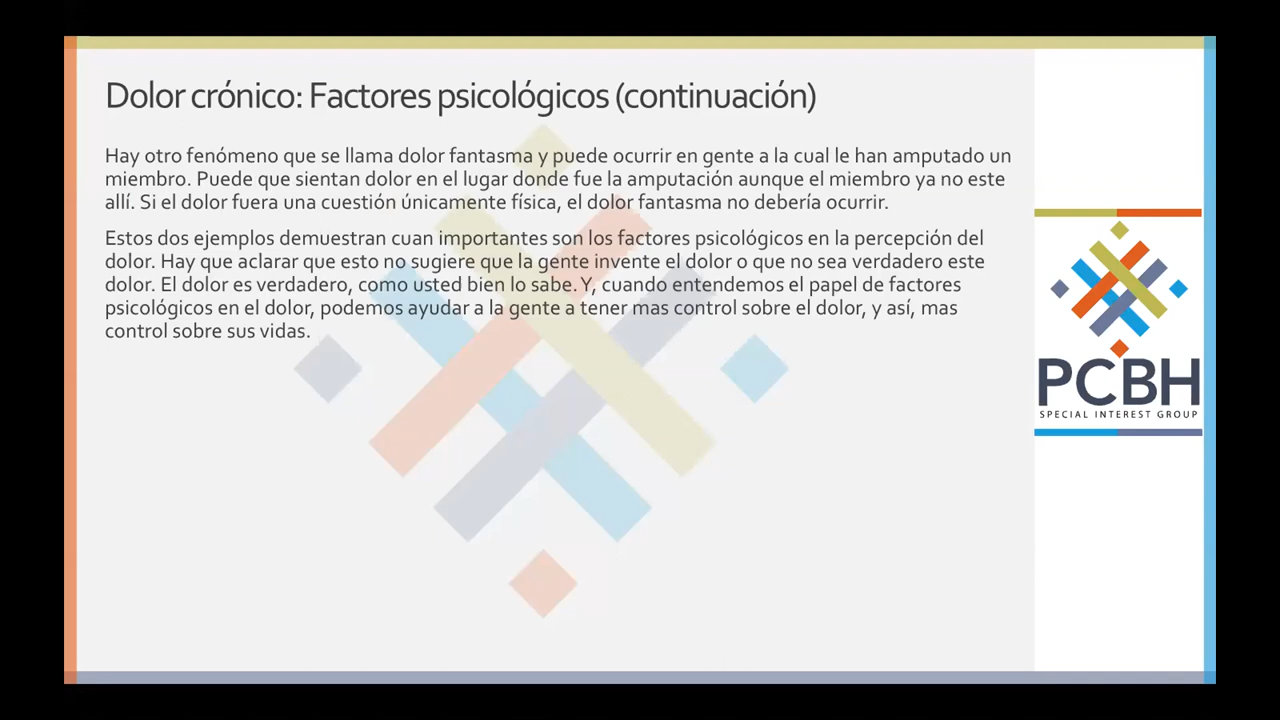 Dolor crónico: Factores psicológicos (continuación)
Hay otro fenómeno que se llama dolor fantasma y puede ocurrir en gente a la cual le han amputado un
miembro. Puede que sientan dolor en el lugar donde fue la amputación aunque el miembro ya no este
allí. Si el dolor fuera una cuestión únicamente física, el dolor fantasma no debería ocurrir.
Estos dos ejemplos demuestran cuan importantes son los factores psicológicos en la percepción del
dolor. Hay que aclarar que esto no sugiere que la gente invente el dolor o que no sea verdadero este
dolor. El dolor es verdadero, como usted bien lo sabe. Y, cuando entendemos el papel de factores
psicológicos en el dolor, podemos ayudar a la gente a tener mas control sobre el dolor, y así, mas
control sobre sus vidas.
PCBH
SPECIAL INTEREST GROUP